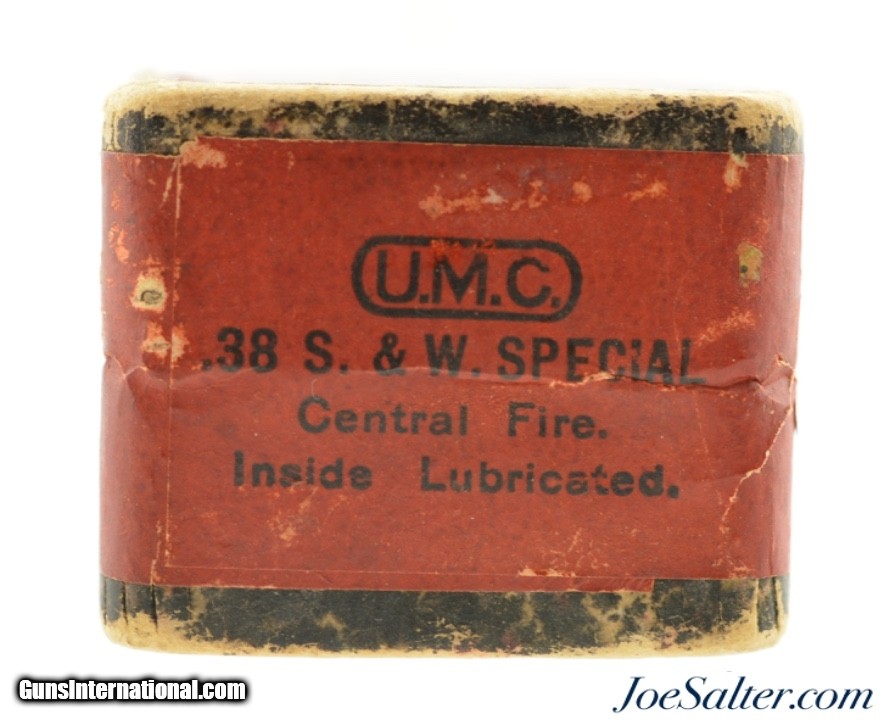 U.M.C.
.38 S. & W. SPECIAL
Central Fire.
Inside Lubricated.
GunsInternational.com
JoeSalter.com